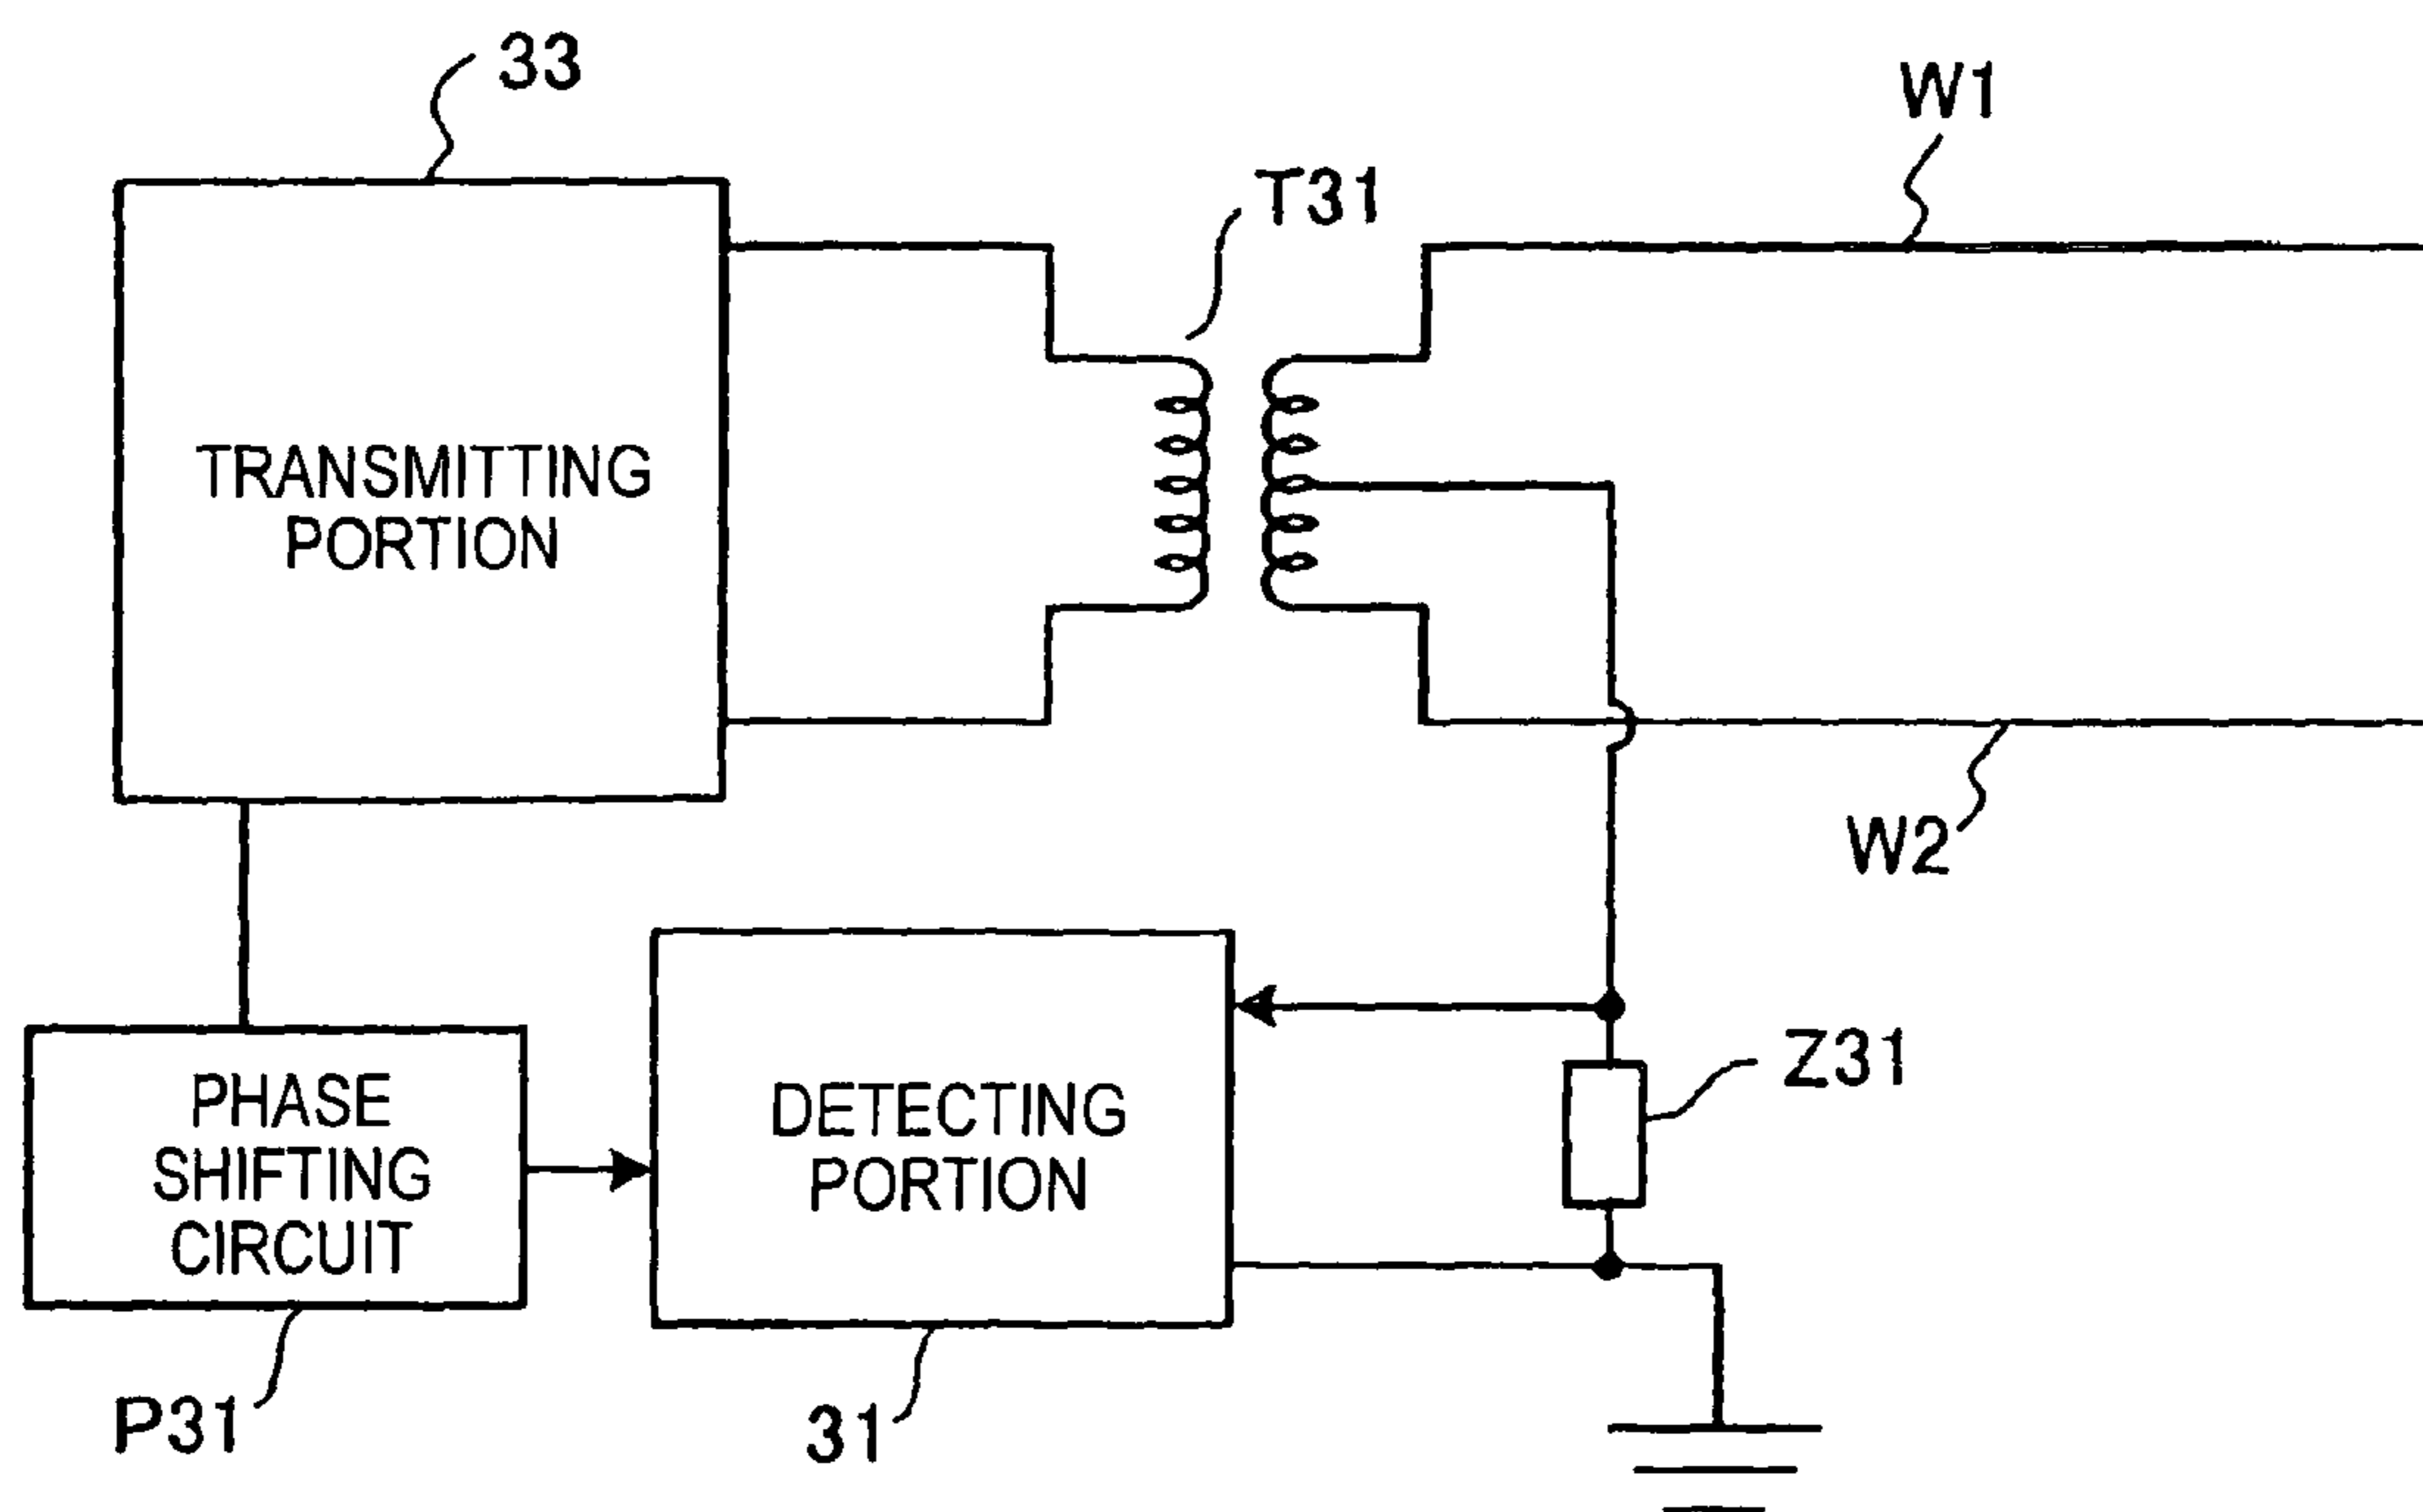 33
W1
T31
TRANSMITTING
PORTION
W2
Z31
PHASE
SHIFTING
CIRCUIT
DETECTING
PORTION
P31
31